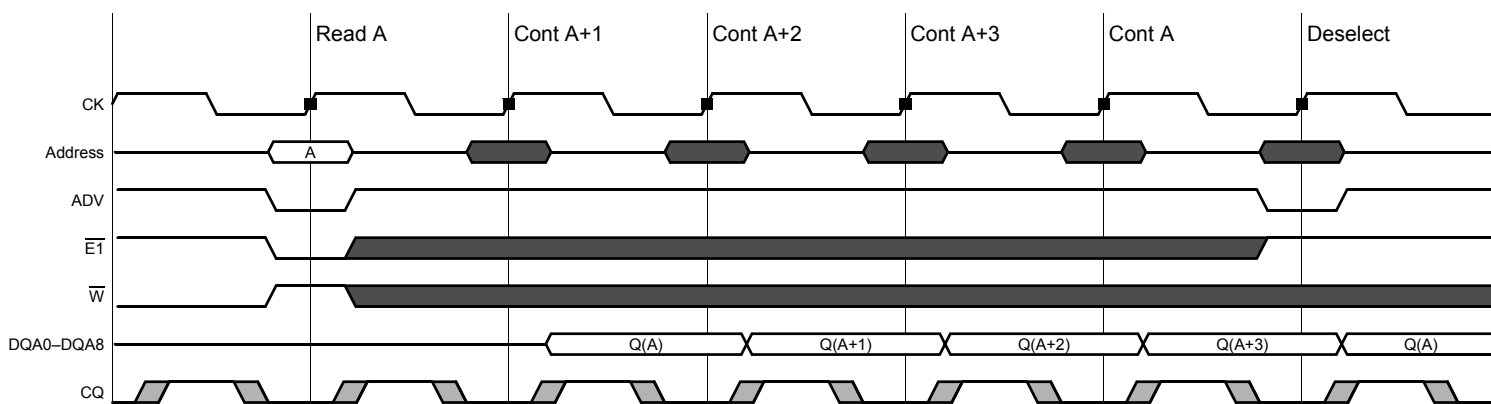 Read A Cont A+1 Cont A+2 Cont A+3 Cont A Deselect
CK
Address A
ADV
E1
W
DQA0–DQA8 Q(A) Q(A+1) Q(A+2) Q(A+3) Q(A)
CQ